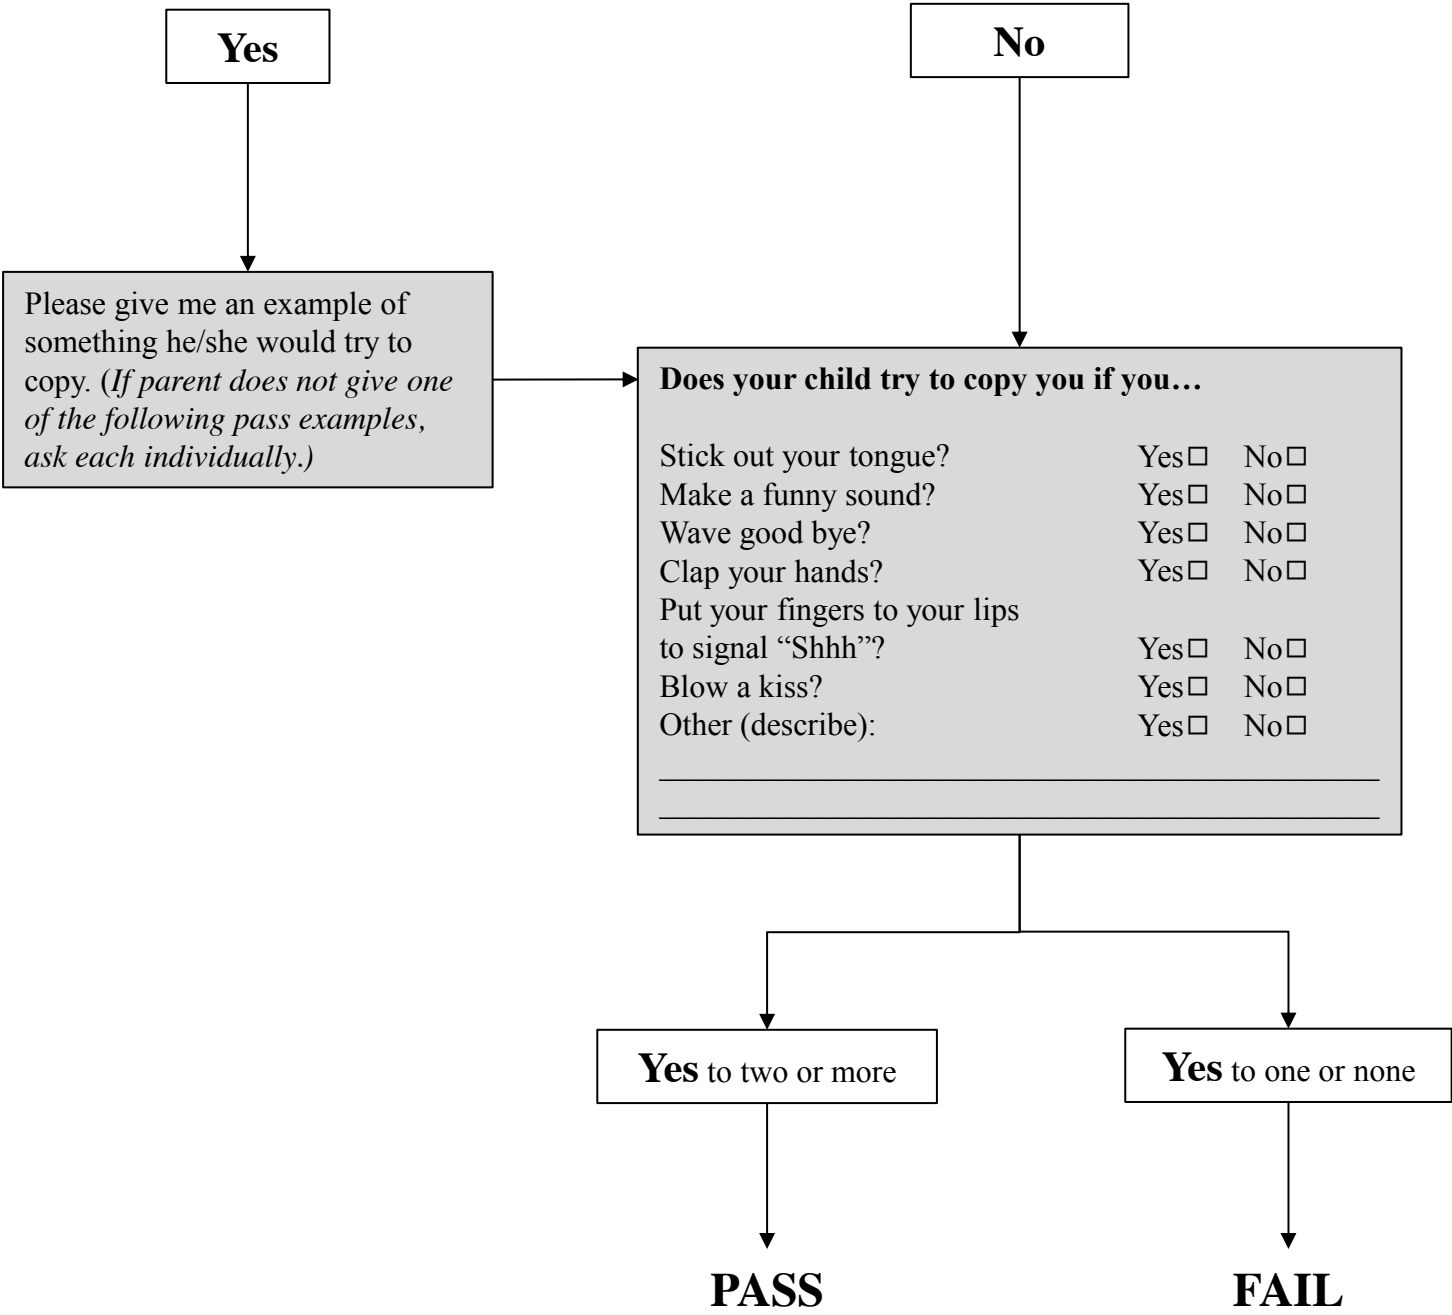 Yes
No
Please give me an example of
something he/she would try to
copy. (If parent does not give one
of the following pass examples,
ask each individually.)
Does your child try to copy you if you…
Stick out your tongue? Yes□ No□
Make a funny sound? Yes□ No□
Wave good bye? Yes□ No□
Clap your hands? Yes□ No□
Put your fingers to your lips
to signal “Shhh”? Yes□ No□
Blow a kiss? Yes□ No□
Other (describe): Yes□ No□
Yes to two or more
Yes to one or none
PASS
FAIL